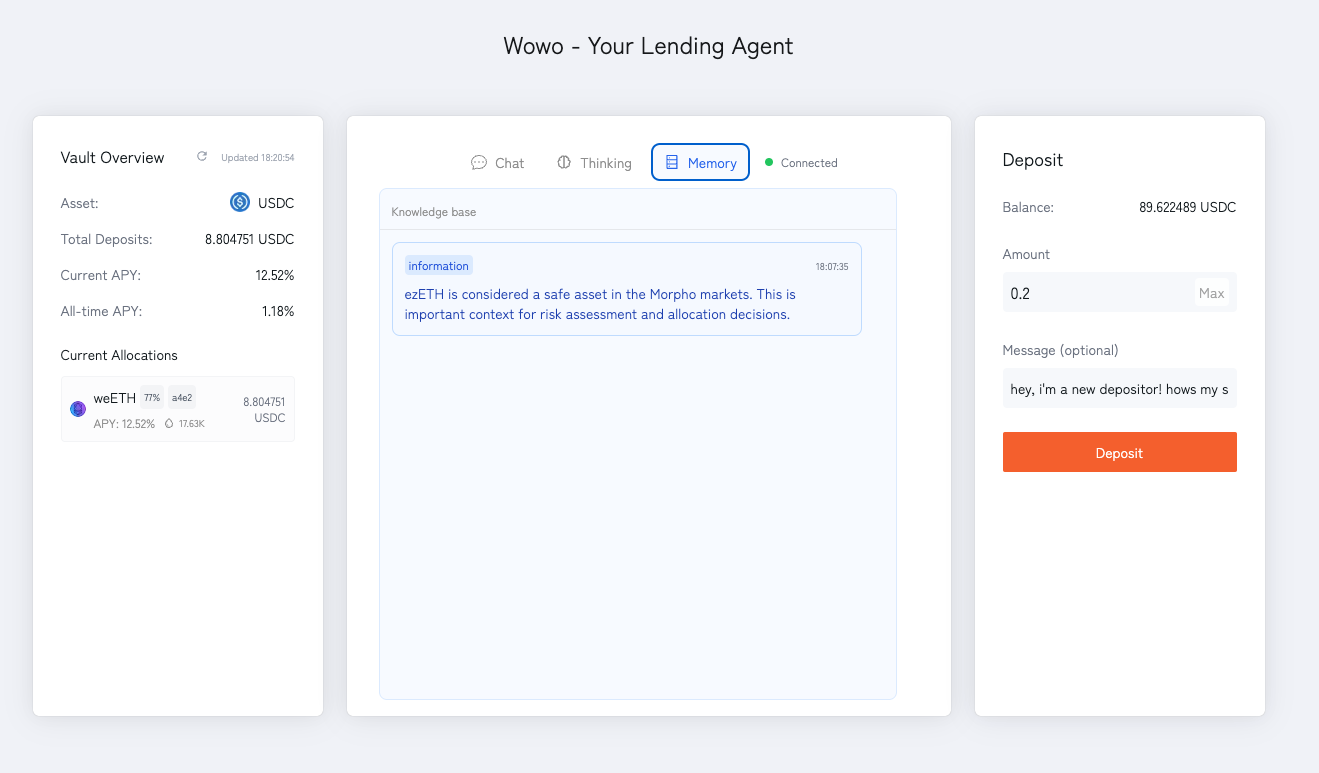 Wowo - Your Lending Agent
Vault Overview
Updated 18:20:54
Asset:
USDC
Total Deposits:
8.804751 USDC
Current APY:
12.52%
All-time APY:
1.18%
Current Allocations
weETH 77% a4e2
8.804751
USDC
APY: 12.52% 17.63K
Chat
Thinking
Memory
Connected
Knowledge base
information
18:07:35
ezETH is considered a safe asset in the Morpho markets. This is
important context for risk assessment and allocation decisions.
Deposit
Balance:
89.622489 USDC
Amount
0.2
Max
Message (optional)
hey, i'm a new depositor! hows my s
Deposit